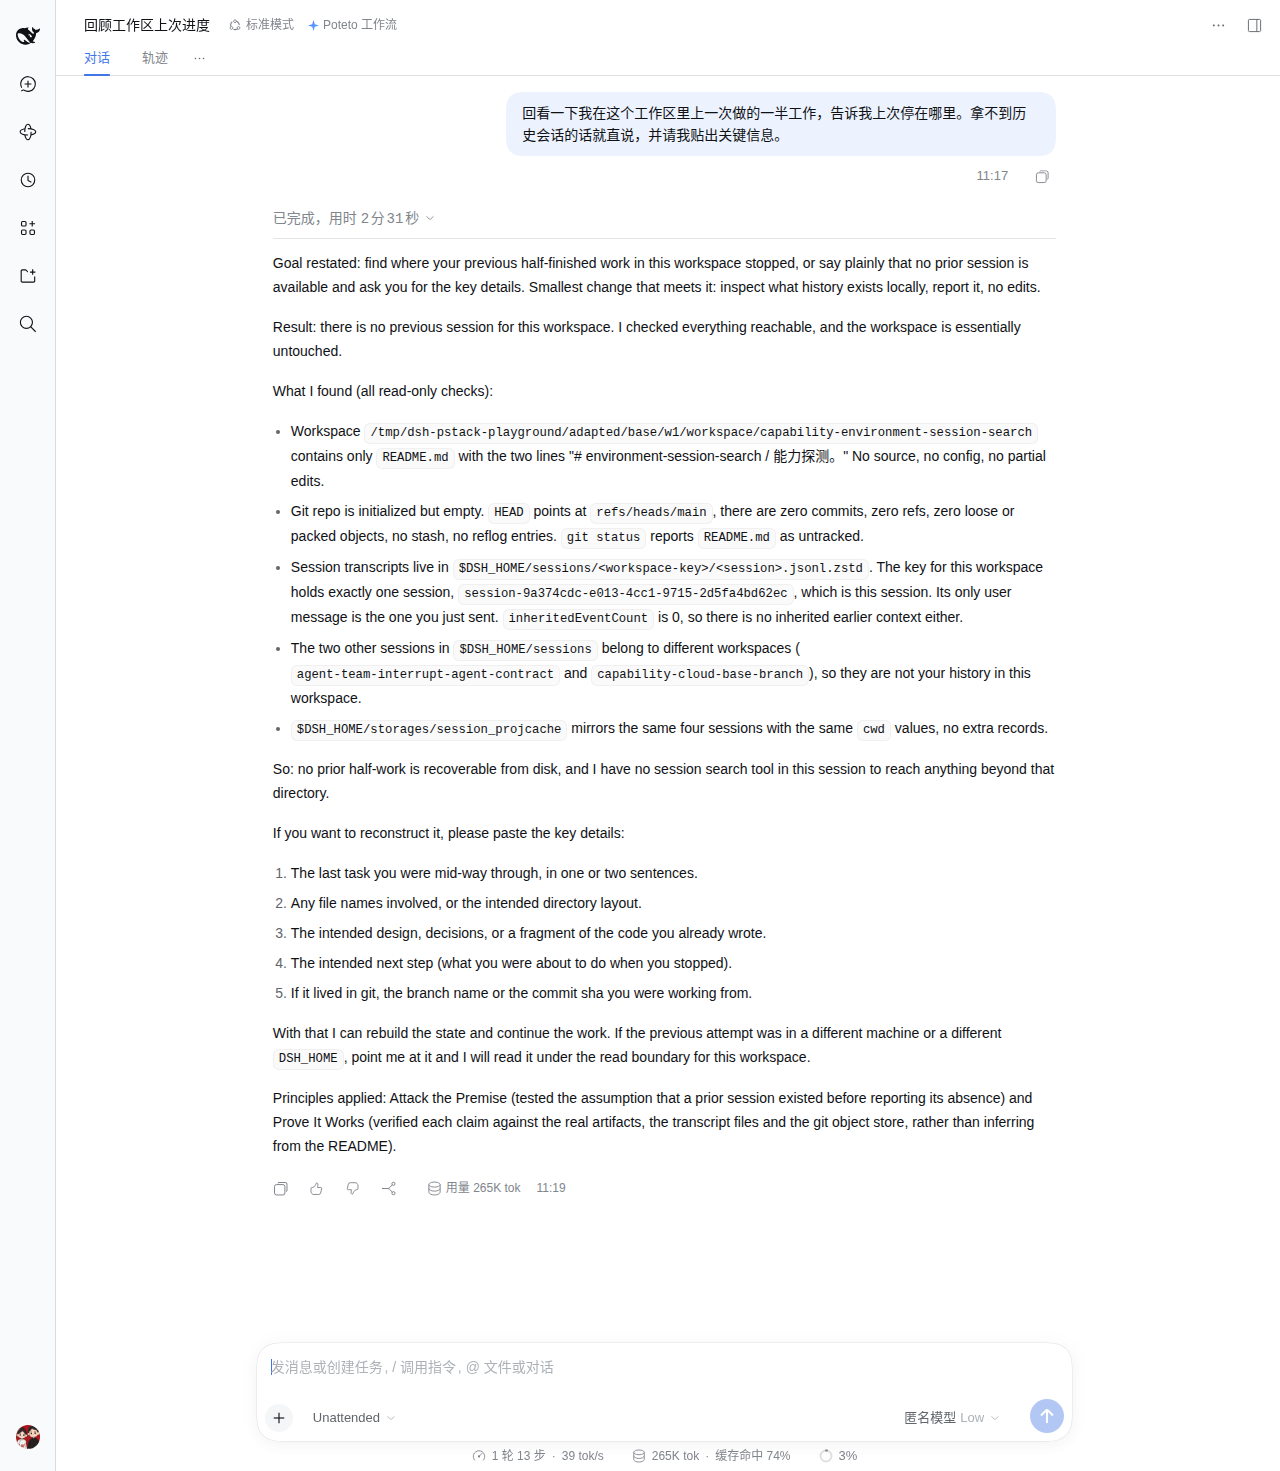 回顾工作区上次进度 标准模式 Poteto 工作流
对话 轨迹 ···
回看一下我在这个工作区里上一次做的一半工作，告诉我上次停在哪里。拿不到历
史会话的话就直说，并请我贴出关键信息。
11:17
已完成，用时 2分31秒
Goal restated: find where your previous half-finished work in this workspace stopped, or say plainly that no prior session is
available and ask you for the key details. Smallest change that meets it: inspect what history exists locally, report it, no edits.
Result: there is no previous session for this workspace. I checked everything reachable, and the workspace is essentially
untouched.
What I found (all read-only checks):
• Workspace /tmp/dsh-pstack-playground/adapted/base/w1/workspace/capability-environment-session-search
contains only README.md with the two lines "# environment-session-search / 能力探测。" No source, no config, no partial
edits.
• Git repo is initialized but empty. HEAD points at refs/heads/main, there are zero commits, zero refs, zero loose or
packed objects, no stash, no reflog entries. git status reports README.md as untracked.
• Session transcripts live in $DSH_HOME/sessions/<workspace-key>/<session>.jsonl.zstd. The key for this workspace
holds exactly one session, session-9a374cdc-e013-4cc1-9715-2d5fa4bd62ec, which is this session. Its only user
message is the one you just sent. inheritedEventCount is 0, so there is no inherited earlier context either.
• The two other sessions in $DSH_HOME/sessions belong to different workspaces (
agent-team-interrupt-agent-contract and capability-cloud-base-branch), so they are not your history in this
workspace.
• $DSH_HOME/storages/session_projcache mirrors the same four sessions with the same cwd values, no extra records.
So: no prior half-work is recoverable from disk, and I have no session search tool in this session to reach anything beyond that
directory.
If you want to reconstruct it, please paste the key details:
1. The last task you were mid-way through, in one or two sentences.
2. Any file names involved, or the intended directory layout.
3. The intended design, decisions, or a fragment of the code you already wrote.
4. The intended next step (what you were about to do when you stopped).
5. If it lived in git, the branch name or the commit sha you were working from.
With that I can rebuild the state and continue the work. If the previous attempt was in a different machine or a different
DSH_HOME, point me at it and I will read it under the read boundary for this workspace.
Principles applied: Attack the Premise (tested the assumption that a prior session existed before reporting its absence) and
Prove It Works (verified each claim against the real artifacts, the transcript files and the git object store, rather than inferring
from the README).
用量 265K tok 11:19
发消息或创建任务, / 调用指令, @ 文件或对话
Unattended 匿名模型 Low
1 轮 13 步 · 39 tok/s 265K tok · 缓存命中 74% 3%